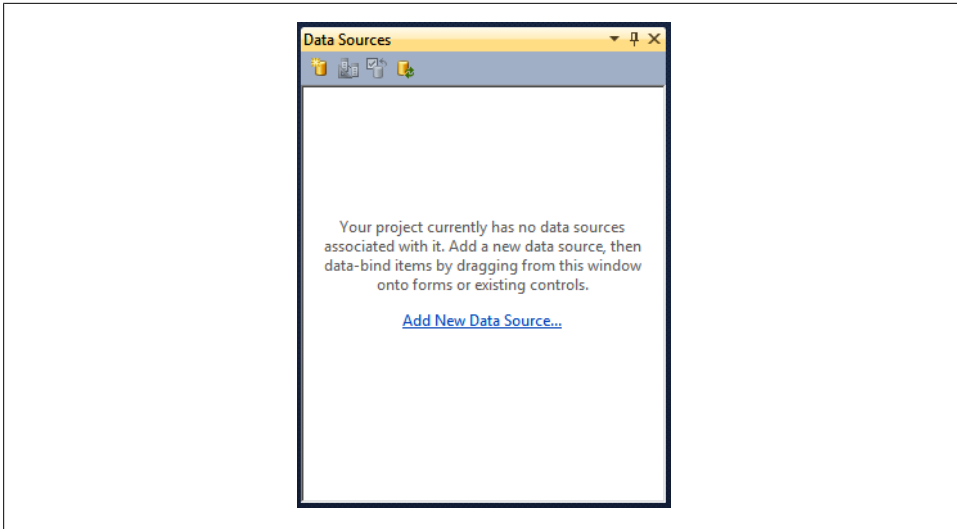 Data Sources
Your project currently has no data sources
associated with it. Add a new data source, then
data-bind items by dragging from this window
onto forms or existing controls.
Add New Data Source...